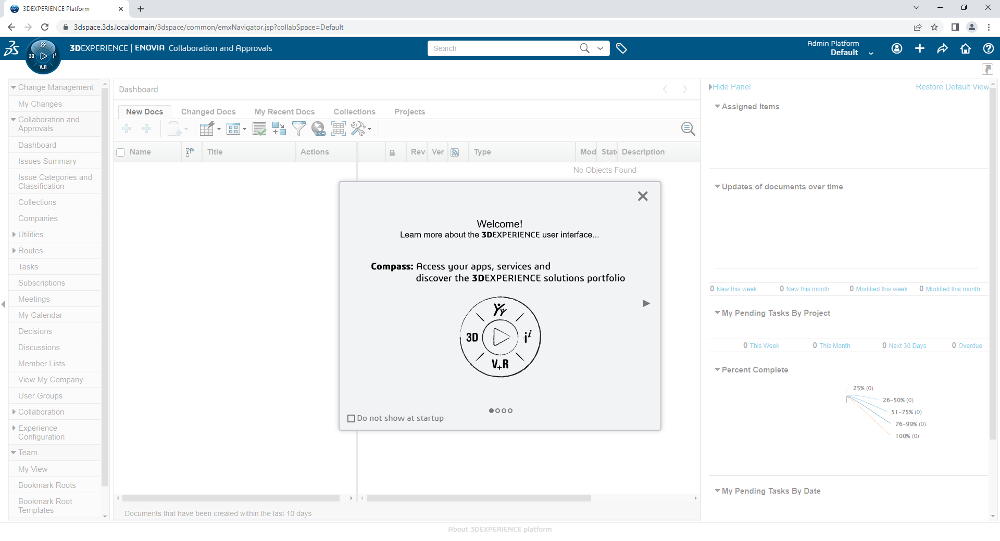 3DEXPERIENCE Platform
3dspace.3ds.localdomain/3dspace/common/emxNavigator.jsp?collabSpace=Default
3D
V+R
3DEXPERIENCE | ENOVIA Collaboration and Approvals
Search
Admin Platform
Default
Change Management
My Changes
Collaboration and
Approvals
Dashboard
Issues Summary
Issue Categories and
Classification
Collections
Companies
Utilities
Routes
Tasks
Subscriptions
Meetings
My Calendar
Decisions
Discussions
Member Lists
View My Company
User Groups
Collaboration
Experience
Configuration
Team
My View
Bookmark Roots
Bookmark Root
Templates
Dashboard
New Docs Changed Docs My Recent Docs Collections Projects
Name Title Actions Rev Ver Type Mod State Description
No Objects Found
Welcome!
Learn more about the 3DEXPERIENCE user interface...
Compass: Access your apps, services and
discover the 3DEXPERIENCE solutions portfolio
3D
V+R
Do not show at startup
Documents that have been created within the last 10 days
Hide Panel Restore Default View
Assigned Items
Updates of documents over time
0 New this week 0 New this month 0 Modified this week 0 Modified this month
My Pending Tasks By Project
0 This Week 0 This Month 0 Next 30 Days 0 Overdue
Percent Complete
25% (0)
26-50% (0)
51-75% (0)
76-99% (0)
100% (0)
My Pending Tasks By Date
About 3DEXPERIENCE platform